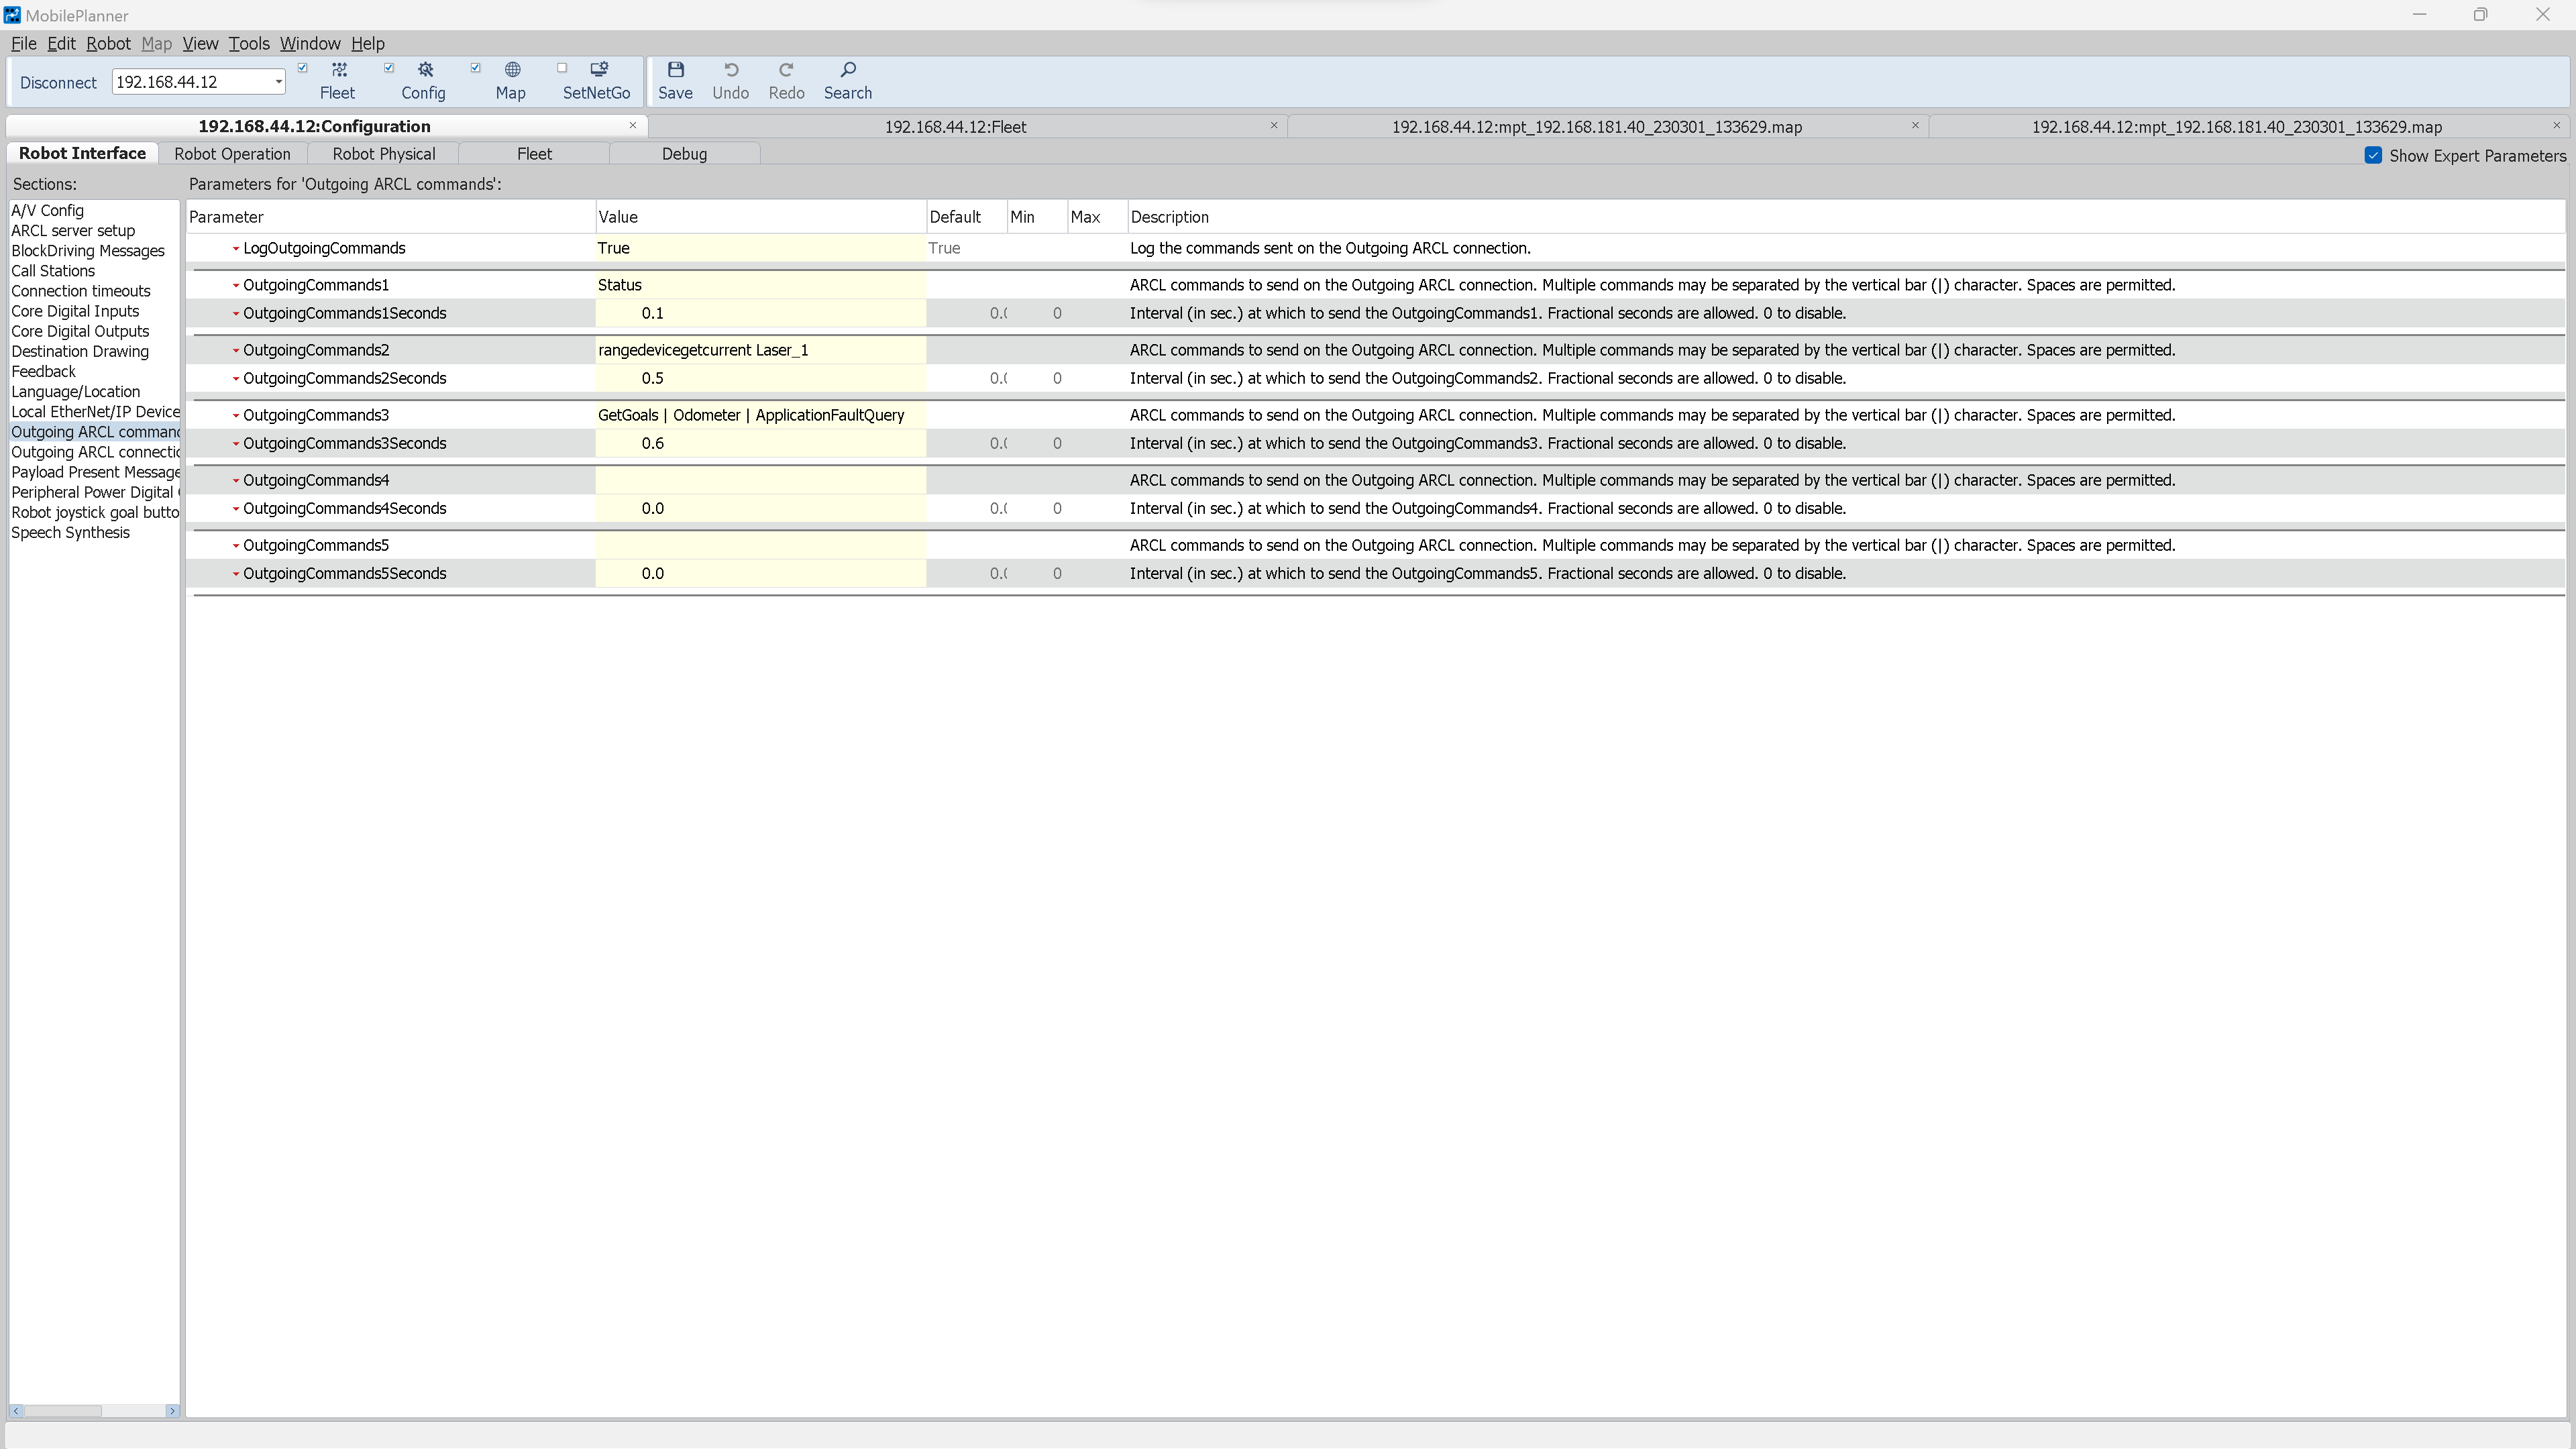 MobilePlanner
File Edit Robot Map View Tools Window Help
Disconnect 192.168.44.12 Fleet Config Map SetNetGo Save Undo Redo Search
192.168.44.12:Configuration 192.168.44.12:Fleet 192.168.44.12:mpt_192.168.181.40_230301_133629.map 192.168.44.12:mpt_192.168.181.40_230301_133629.map
Robot Interface Robot Operation Robot Physical Fleet Debug Show Expert Parameters
Sections:
A/V Config
ARCL server setup
BlockDriving Messages
Call Stations
Connection timeouts
Core Digital Inputs
Core Digital Outputs
Destination Drawing
Feedback
Language/Location
Local EtherNet/IP Device
Outgoing ARCL command
Outgoing ARCL connectio
Payload Present Message
Peripheral Power Digital
Robot joystick goal butto
Speech Synthesis
Parameters for 'Outgoing ARCL commands':
Parameter Value Default Min Max Description
LogOutgoingCommands True True Log the commands sent on the Outgoing ARCL connection.
OutgoingCommands1 Status ARCL commands to send on the Outgoing ARCL connection. Multiple commands may be separated by the vertical bar (|) character. Spaces are permitted.
OutgoingCommands1Seconds 0.1 0.0 0 Interval (in sec.) at which to send the OutgoingCommands1. Fractional seconds are allowed. 0 to disable.
OutgoingCommands2 rangedevicegetcurrent Laser_1 ARCL commands to send on the Outgoing ARCL connection. Multiple commands may be separated by the vertical bar (|) character. Spaces are permitted.
OutgoingCommands2Seconds 0.5 0.0 0 Interval (in sec.) at which to send the OutgoingCommands2. Fractional seconds are allowed. 0 to disable.
OutgoingCommands3 GetGoals | Odometer | ApplicationFaultQuery ARCL commands to send on the Outgoing ARCL connection. Multiple commands may be separated by the vertical bar (|) character. Spaces are permitted.
OutgoingCommands3Seconds 0.6 0.0 0 Interval (in sec.) at which to send the OutgoingCommands3. Fractional seconds are allowed. 0 to disable.
OutgoingCommands4 ARCL commands to send on the Outgoing ARCL connection. Multiple commands may be separated by the vertical bar (|) character. Spaces are permitted.
OutgoingCommands4Seconds 0.0 0.0 0 Interval (in sec.) at which to send the OutgoingCommands4. Fractional seconds are allowed. 0 to disable.
OutgoingCommands5 ARCL commands to send on the Outgoing ARCL connection. Multiple commands may be separated by the vertical bar (|) character. Spaces are permitted.
OutgoingCommands5Seconds 0.0 0.0 0 Interval (in sec.) at which to send the OutgoingCommands5. Fractional seconds are allowed. 0 to disable.